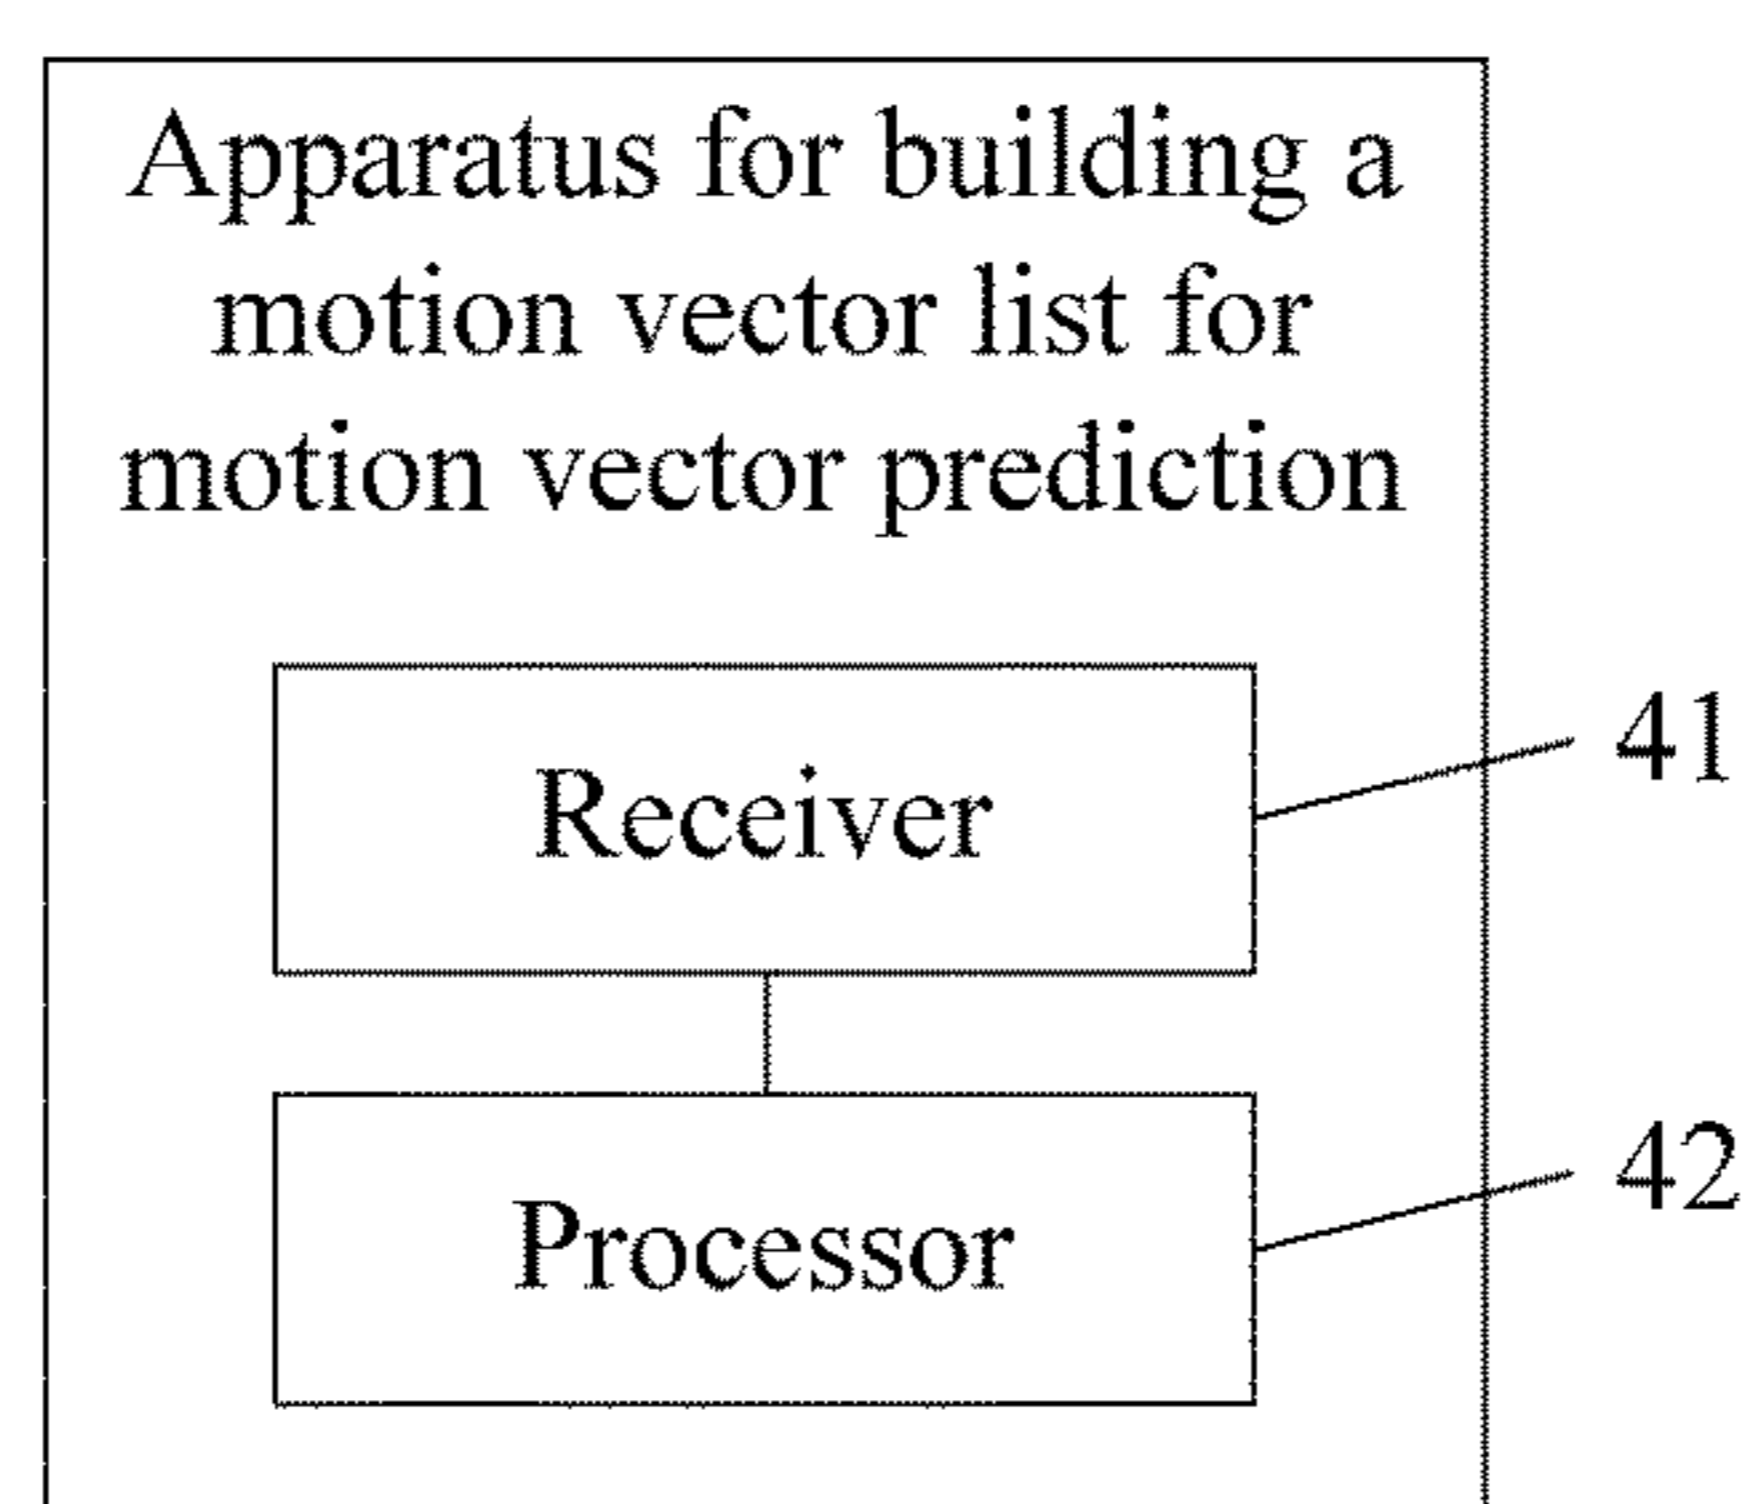 Apparatus for building a
motion vector list for
motion vector prediction
Receiver
41
Processor
42